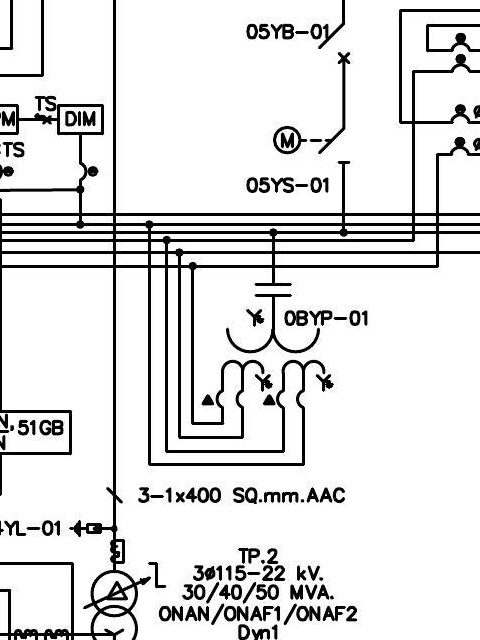 05YB-01
TS
PM
DIM
TS
M
05YS-01
0BYP-01
51GB
3-1x400 SQ.mm.AAC
YL-01
TP.2
3ø115-22 kV.
30/40/50 MVA.
ONAN/ONAF1/ONAF2
Dyn1